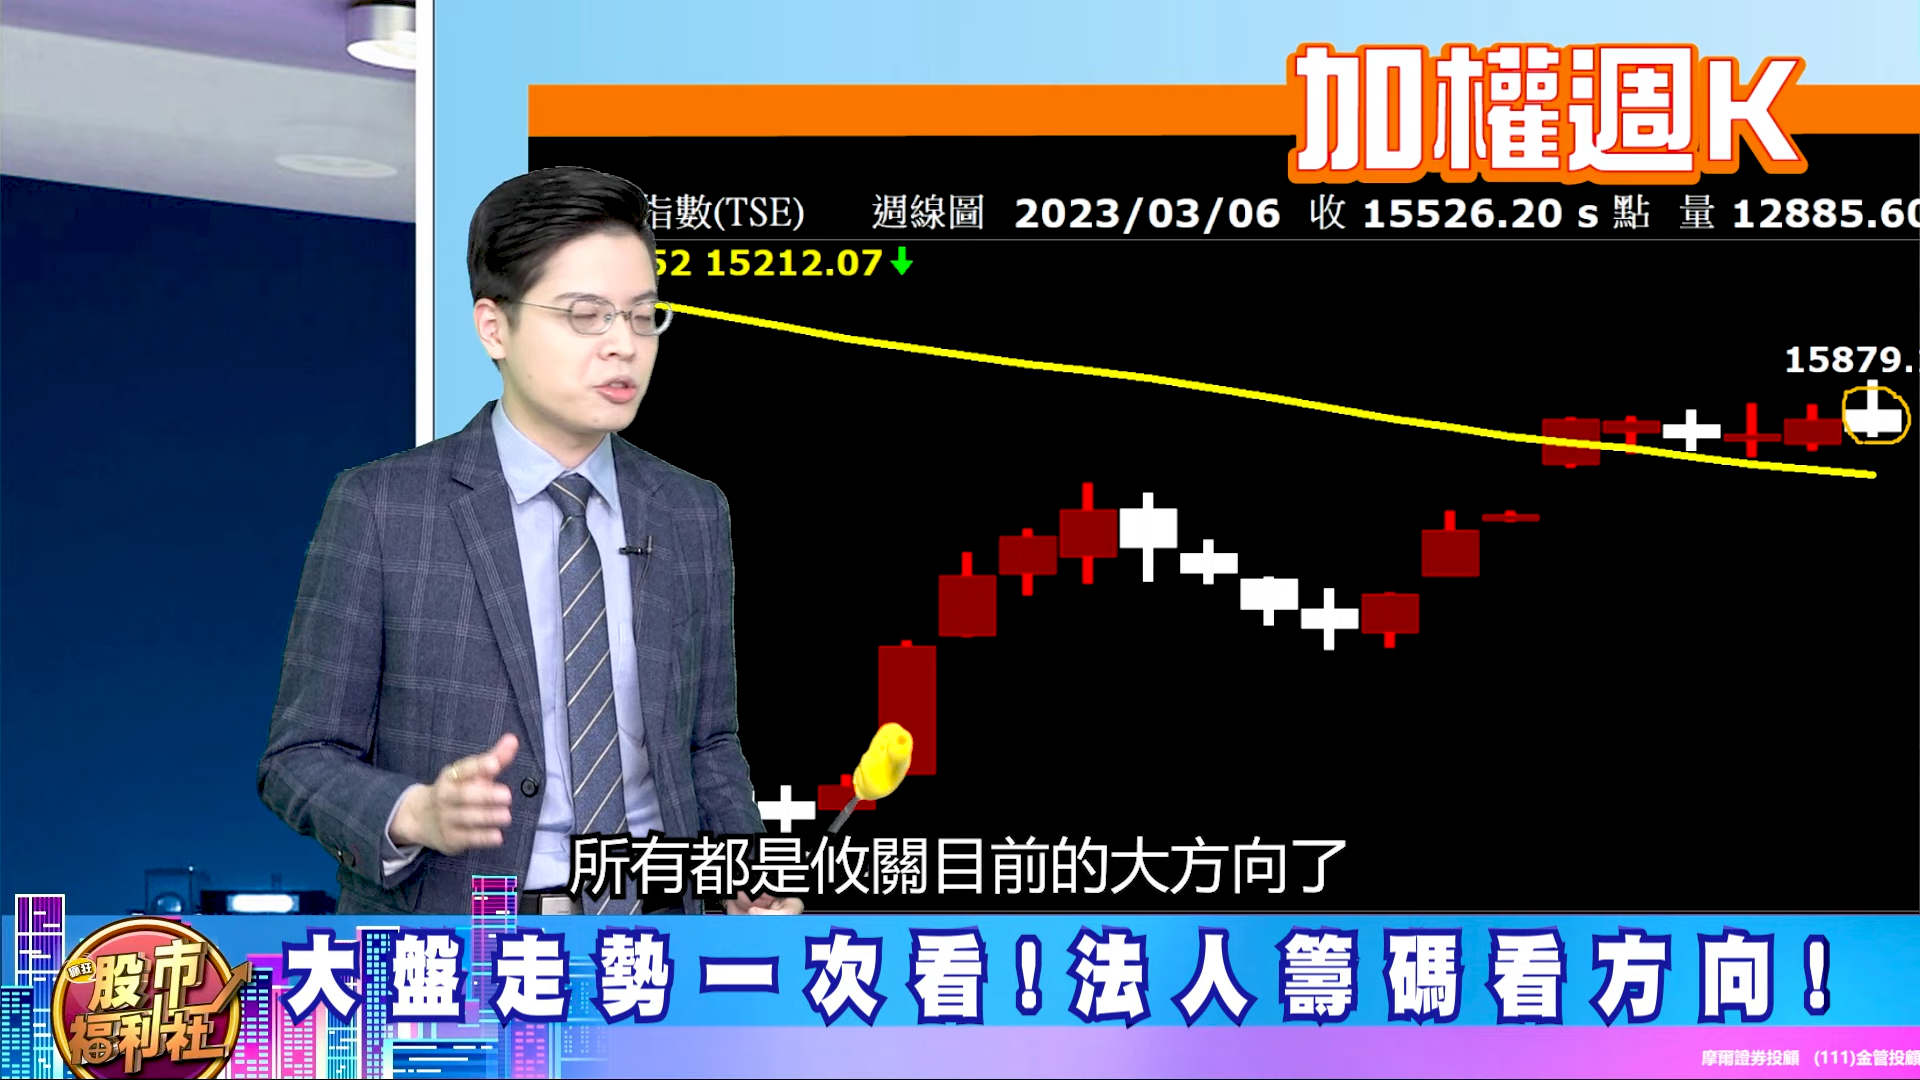 加權週K
指數(TSE) 週線圖 2023/03/06 收 15526.20 s 點 量 12885.60
52 15212.07
15879.
所有都是攸關目前的大方向了
大盤走勢一次看!法人籌碼看方向!
瘋狂
股市
福利社
摩爾證券投顧 (111)金管投顧